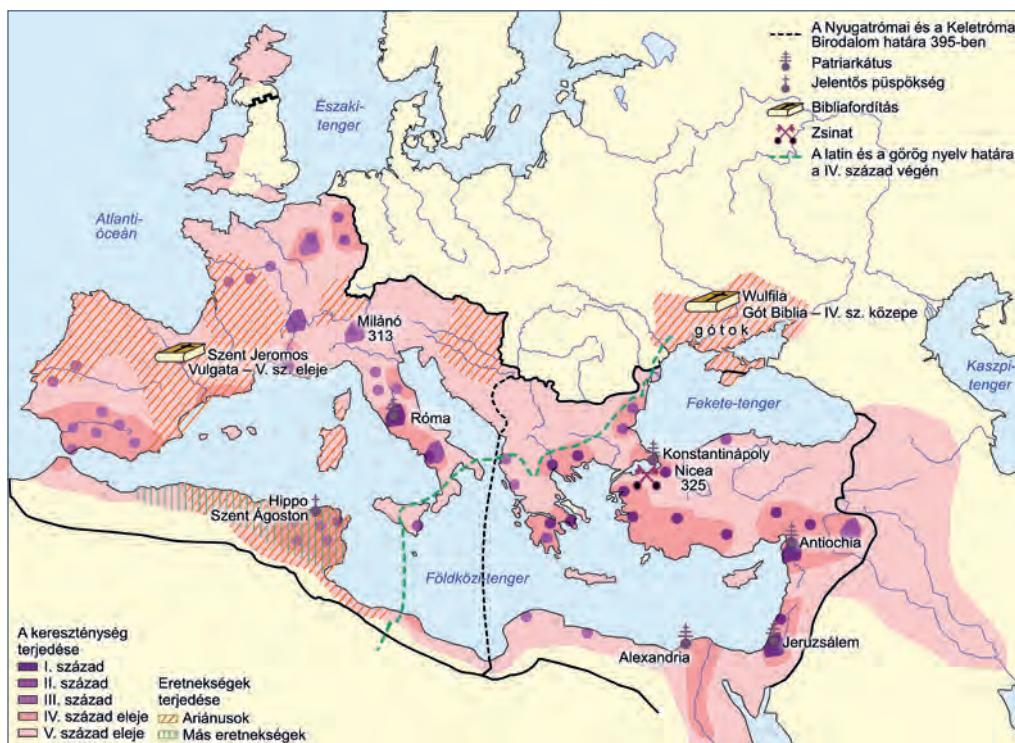 A Nyugatrómai és a Keletróma
Birodalom határa 395-ben
Patriarkátus
Jelentős püspökség
Bibliafordítás
Zsinat
A latin és a görög nyelv határa
a IV. század végén
Északi-
tenger
Atlanti-
óceán
Wulfila
Gót Biblia – IV. sz. közepe
gótok
Milánó
313
Szent Jeromos
Vulgata – V. sz. eleje
Kaspi-
tenger
Fekete-tenger
Róma
Konstantinápoly
Nicea
325
Hippo
Szent Ágoston
Antiochia
Földközi-tenger
Alexandria
Jeruzsálem
A kereszténység
terjedése
I. század
II. század
III. század
IV. század eleje
V. század eleje
Eretnekségek
terjedése
Ariánusok
Más eretnekségek